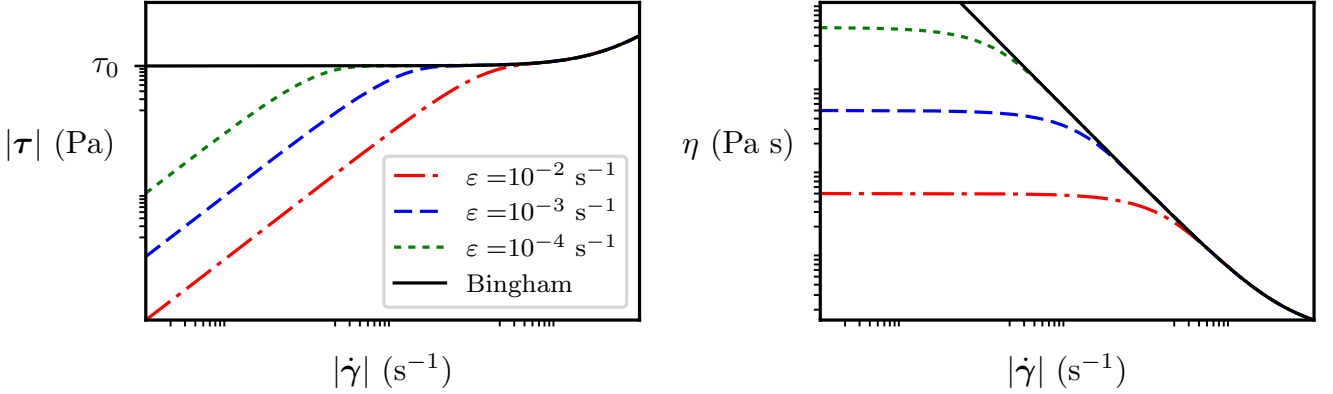 τ₀
|τ| (Pa)
ε =10⁻² s⁻¹
ε =10⁻³ s⁻¹
ε =10⁻⁴ s⁻¹
Bingham
|γ̇| (s⁻¹)
η (Pa s)
|γ̇| (s⁻¹)